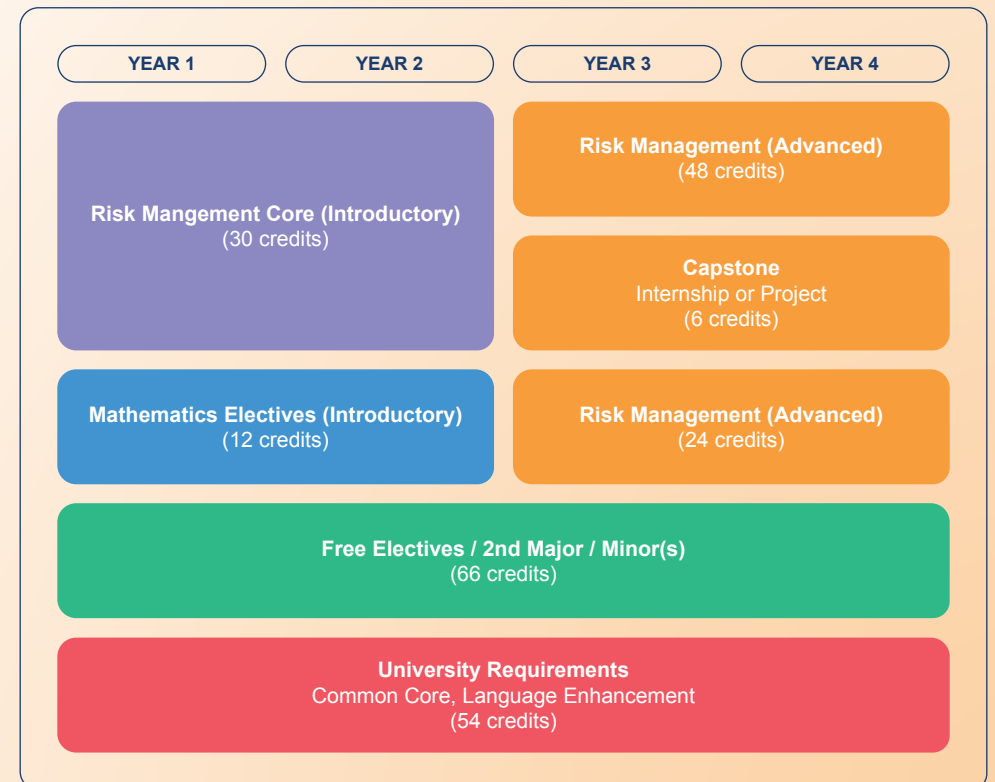 YEAR 1
YEAR 2
YEAR 3
YEAR 4
Risk Mangement Core (Introductory)
(30 credits)
Risk Management (Advanced)
(48 credits)
Capstone
Internship or Project
(6 credits)
Mathematics Electives (Introductory)
(12 credits)
Risk Management (Advanced)
(24 credits)
Free Electives / 2nd Major / Minor(s)
(66 credits)
University Requirements
Common Core, Language Enhancement
(54 credits)